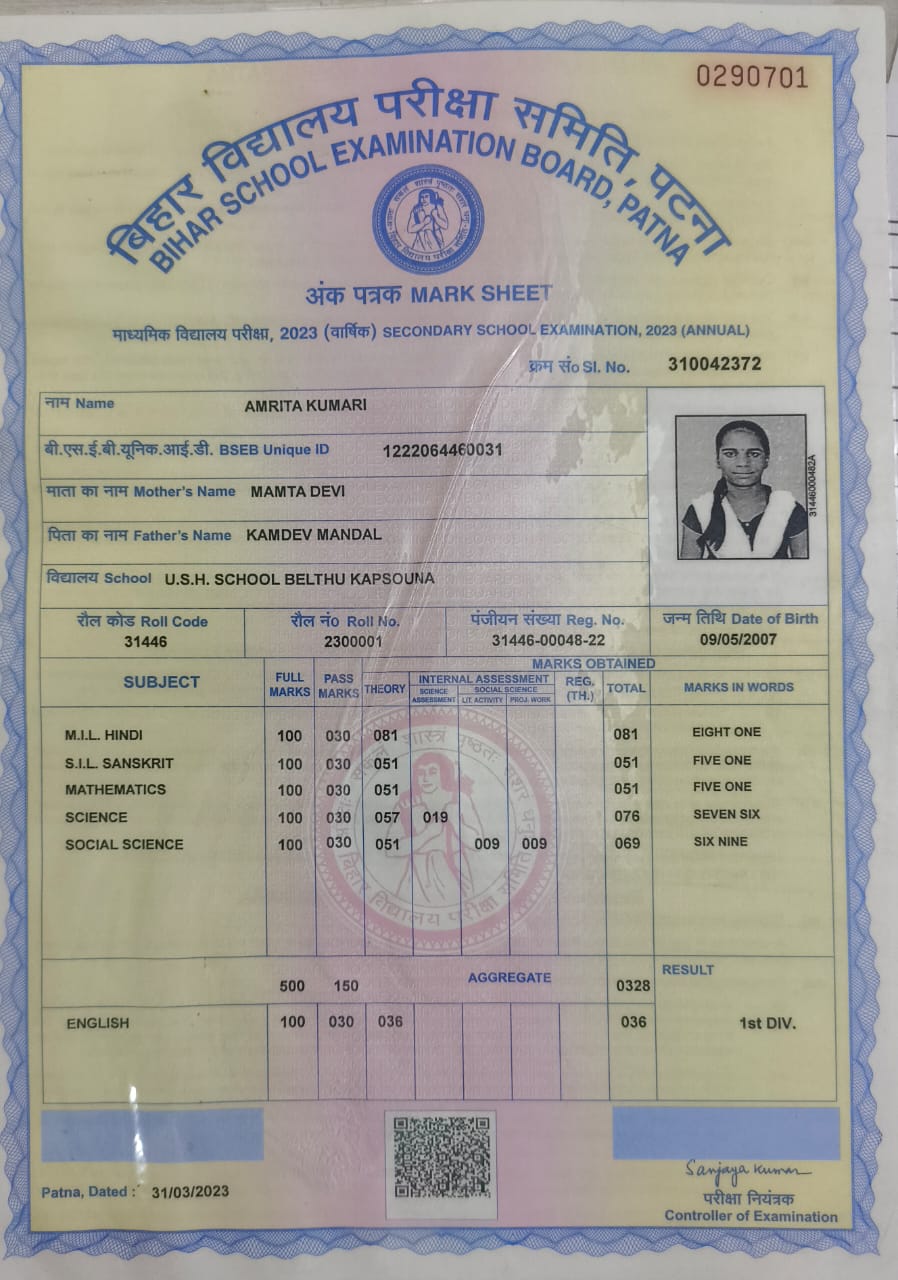 0290701
बिहार विद्यालय परीक्षा समिति, पटना
BIHAR SCHOOL EXAMINATION BOARD, PATNA
अंक पत्रक MARK SHEET
माध्यमिक विद्यालय परीक्षा, 2023 (वार्षिक) SECONDARY SCHOOL EXAMINATION, 2023 (ANNUAL)
क्रम सं० Sl. No. 310042372
नाम Name AMRITA KUMARI
बी.एस.ई.बी.यूनिक.आई.डी. BSEB Unique ID 1222064460031
माता का नाम Mother's Name MAMTA DEVI
पिता का नाम Father's Name KAMDEV MANDAL
विद्यालय School U.S.H. SCHOOL BELTHU KAPSOUNA
31446000482A
रौल कोड Roll Code रौल नं० Roll No. पंजीयन संख्या Reg. No. जन्म तिथि Date of Birth
31446 2300001 31446-00048-22 09/05/2007
MARKS OBTAINED
SUBJECT FULL MARKS PASS MARKS THEORY INTERNAL ASSESSMENT REG. (TH.) TOTAL MARKS IN WORDS
SCIENCE ASSESSMENT SOCIAL SCIENCE
LIT. ACTIVITY PROJ. WORK
M.I.L. HINDI 100 030 081 081 EIGHT ONE
S.I.L. SANSKRIT 100 030 051 051 FIVE ONE
MATHEMATICS 100 030 051 051 FIVE ONE
SCIENCE 100 030 057 019 076 SEVEN SIX
SOCIAL SCIENCE 100 030 051 009 009 069 SIX NINE
बिहार विद्यालय परीक्षा समिति
500 150 AGGREGATE 0328 RESULT
ENGLISH 100 030 036 036 1st DIV.
Patna, Dated : 31/03/2023
Sanjaya Kumar
परीक्षा नियंत्रक
Controller of Examination